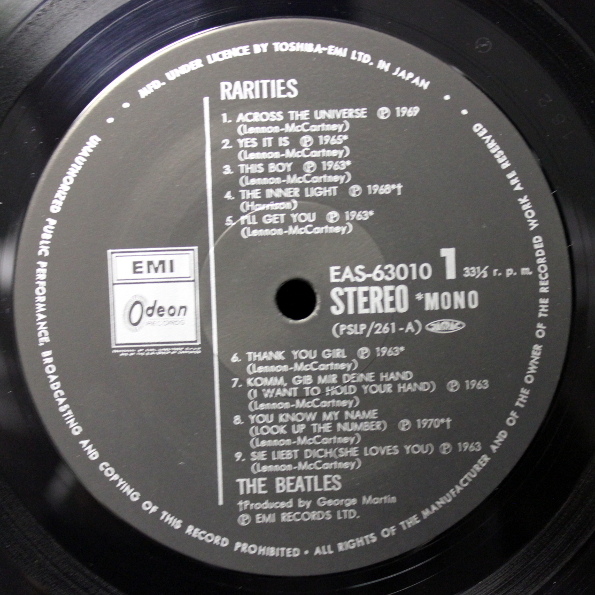 MFD. UNDER LICENCE BY TOSHIBA-EMI LTD. IN JAPAN
RARITIES
1. ACROSS THE UNIVERSE ℗ 1969
(Lennon-McCartney)
2. YES IT IS ℗ 1965*
(Lennon-McCartney)
3. THIS BOY ℗ 1963*
(Lennon-McCartney)
4. THE INNER LIGHT ℗ 1968*†
(Harrison)
5. I'LL GET YOU ℗ 1963*
(Lennon-McCartney)
EMI
Odeon
RECORDS
EAS-63010 1 33⅓ r. p. m.
STEREO *MONO
(PSLP/261-A)
6. THANK YOU GIRL ℗ 1963*
(Lennon-McCartney)
7. KOMM, GIB MIR DEINE HAND
(I WANT TO HOLD YOUR HAND) ℗ 1963
(Lennon-McCartney)
8. YOU KNOW MY NAME
(LOOK UP THE NUMBER) ℗ 1970*†
(Lennon-McCartney)
9. SIE LIEBT DICH(SHE LOVES YOU) ℗ 1963
(Lennon-McCartney)
THE BEATLES
†Produced by George Martin
℗ EMI RECORDS LTD.
UNAUTHORIZED PUBLIC PERFORMANCE, BROADCASTING AND COPYING OF THIS RECORD PROHIBITED • ALL RIGHTS OF THE MANUFACTURER AND OF THE OWNER OF THE RECORDED WORK ARE RESERVED